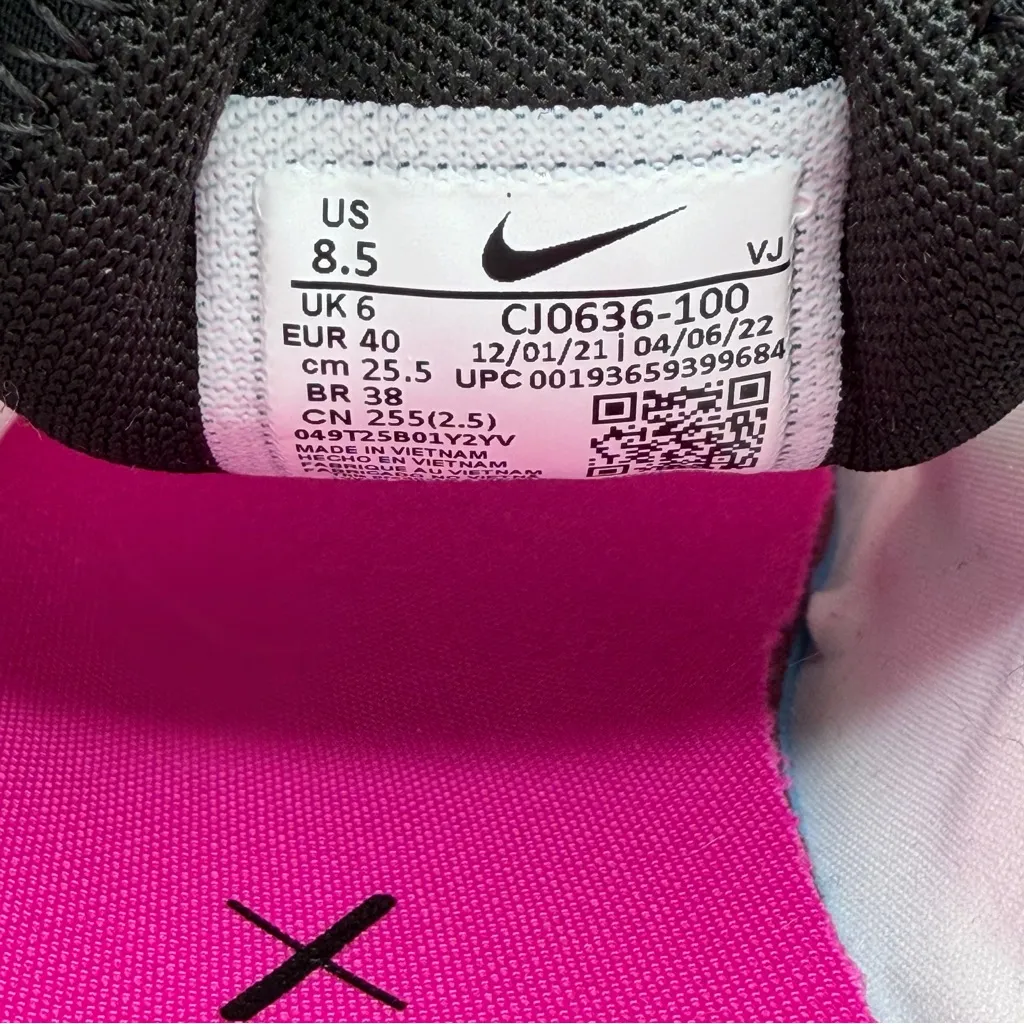 US
8.5
VJ
UK 6
CJ0636-100
EUR 40
12/01/21 | 04/06/22
cm 25.5
UPC 00193659399684
BR 38
CN 255(2.5)
049T25B01Y2YV
MADE IN VIETNAM
HECHO EN VIETNAM
FABRIQUE AU VIETNAM